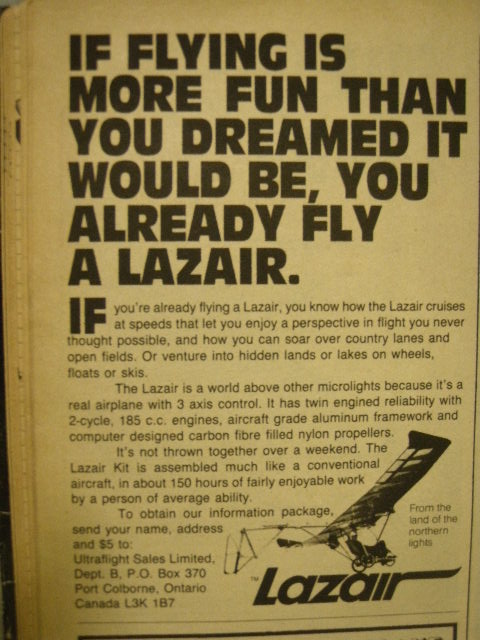 IF FLYING IS
MORE FUN THAN
YOU DREAMED IT
WOULD BE, YOU
ALREADY FLY
A LAZAIR.
IF you're already flying a Lazair, you know how the Lazair cruises
at speeds that let you enjoy a perspective in flight you never
thought possible, and how you can soar over country lanes and
open fields. Or venture into hidden lands or lakes on wheels,
floats or skis.
The Lazair is a world above other microlights because it's a
real airplane with 3 axis control. It has twin engined reliability with
2-cycle, 185 c.c. engines, aircraft grade aluminum framework and
computer designed carbon fibre filled nylon propellers.
It's not thrown together over a weekend. The
Lazair Kit is assembled much like a conventional
aircraft, in about 150 hours of fairly enjoyable work
by a person of average ability.
To obtain our information package,
send your name, address
and $5 to:
Ultraflight Sales Limited,
Dept. B, P.O. Box 370
Port Colborne, Ontario
Canada L3K 1B7
From the
land of the
northern
lights
™ Lazair